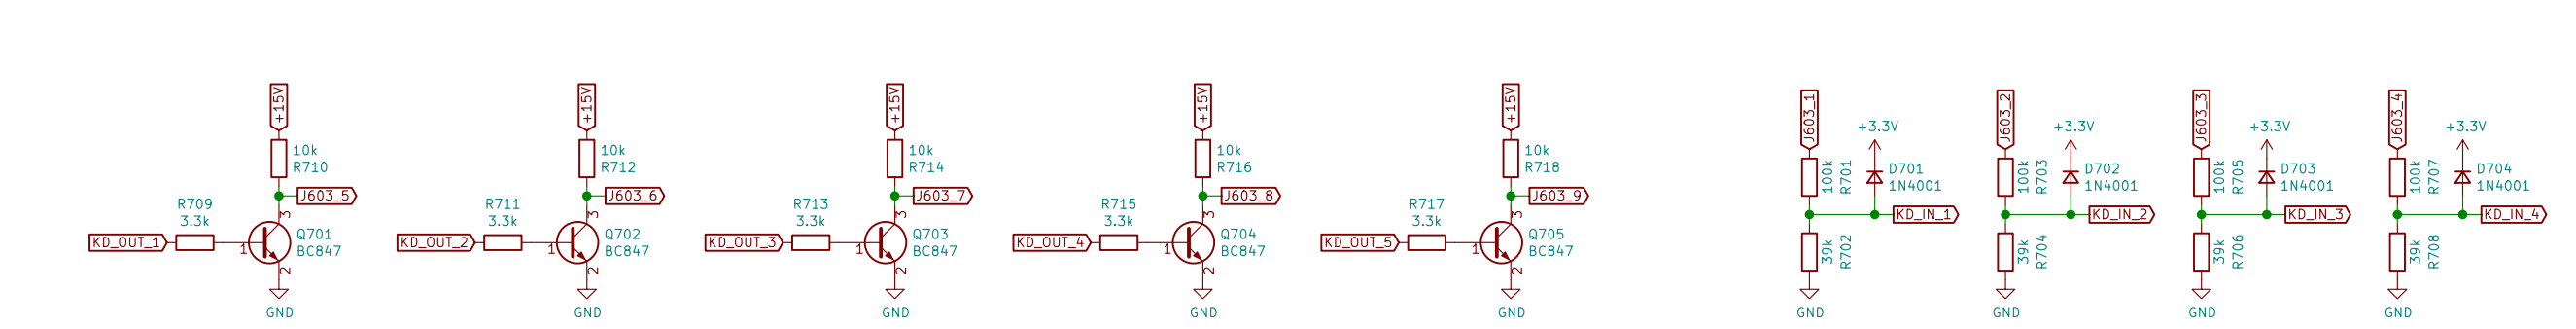 +15V
10k
R710
J603_5
R709
3.3k
3
KD_OUT_1
1
Q701
BC847
2
GND
+15V
10k
R712
J603_6
R711
3.3k
3
KD_OUT_2
1
Q702
BC847
2
GND
+15V
10k
R714
J603_7
R713
3.3k
3
KD_OUT_3
1
Q703
BC847
2
GND
+15V
10k
R716
J603_8
R715
3.3k
3
KD_OUT_4
1
Q704
BC847
2
GND
+15V
10k
R718
J603_9
R717
3.3k
3
KD_OUT_5
1
Q705
BC847
2
GND
J603_1
+3.3V
100k
R701
D701
1N4001
KD_IN_1
39k
R702
GND
J603_2
+3.3V
100k
R703
D702
1N4001
KD_IN_2
39k
R704
GND
J603_3
+3.3V
100k
R705
D703
1N4001
KD_IN_3
39k
R706
GND
J603_4
+3.3V
100k
R707
D704
1N4001
KD_IN_4
39k
R708
GND